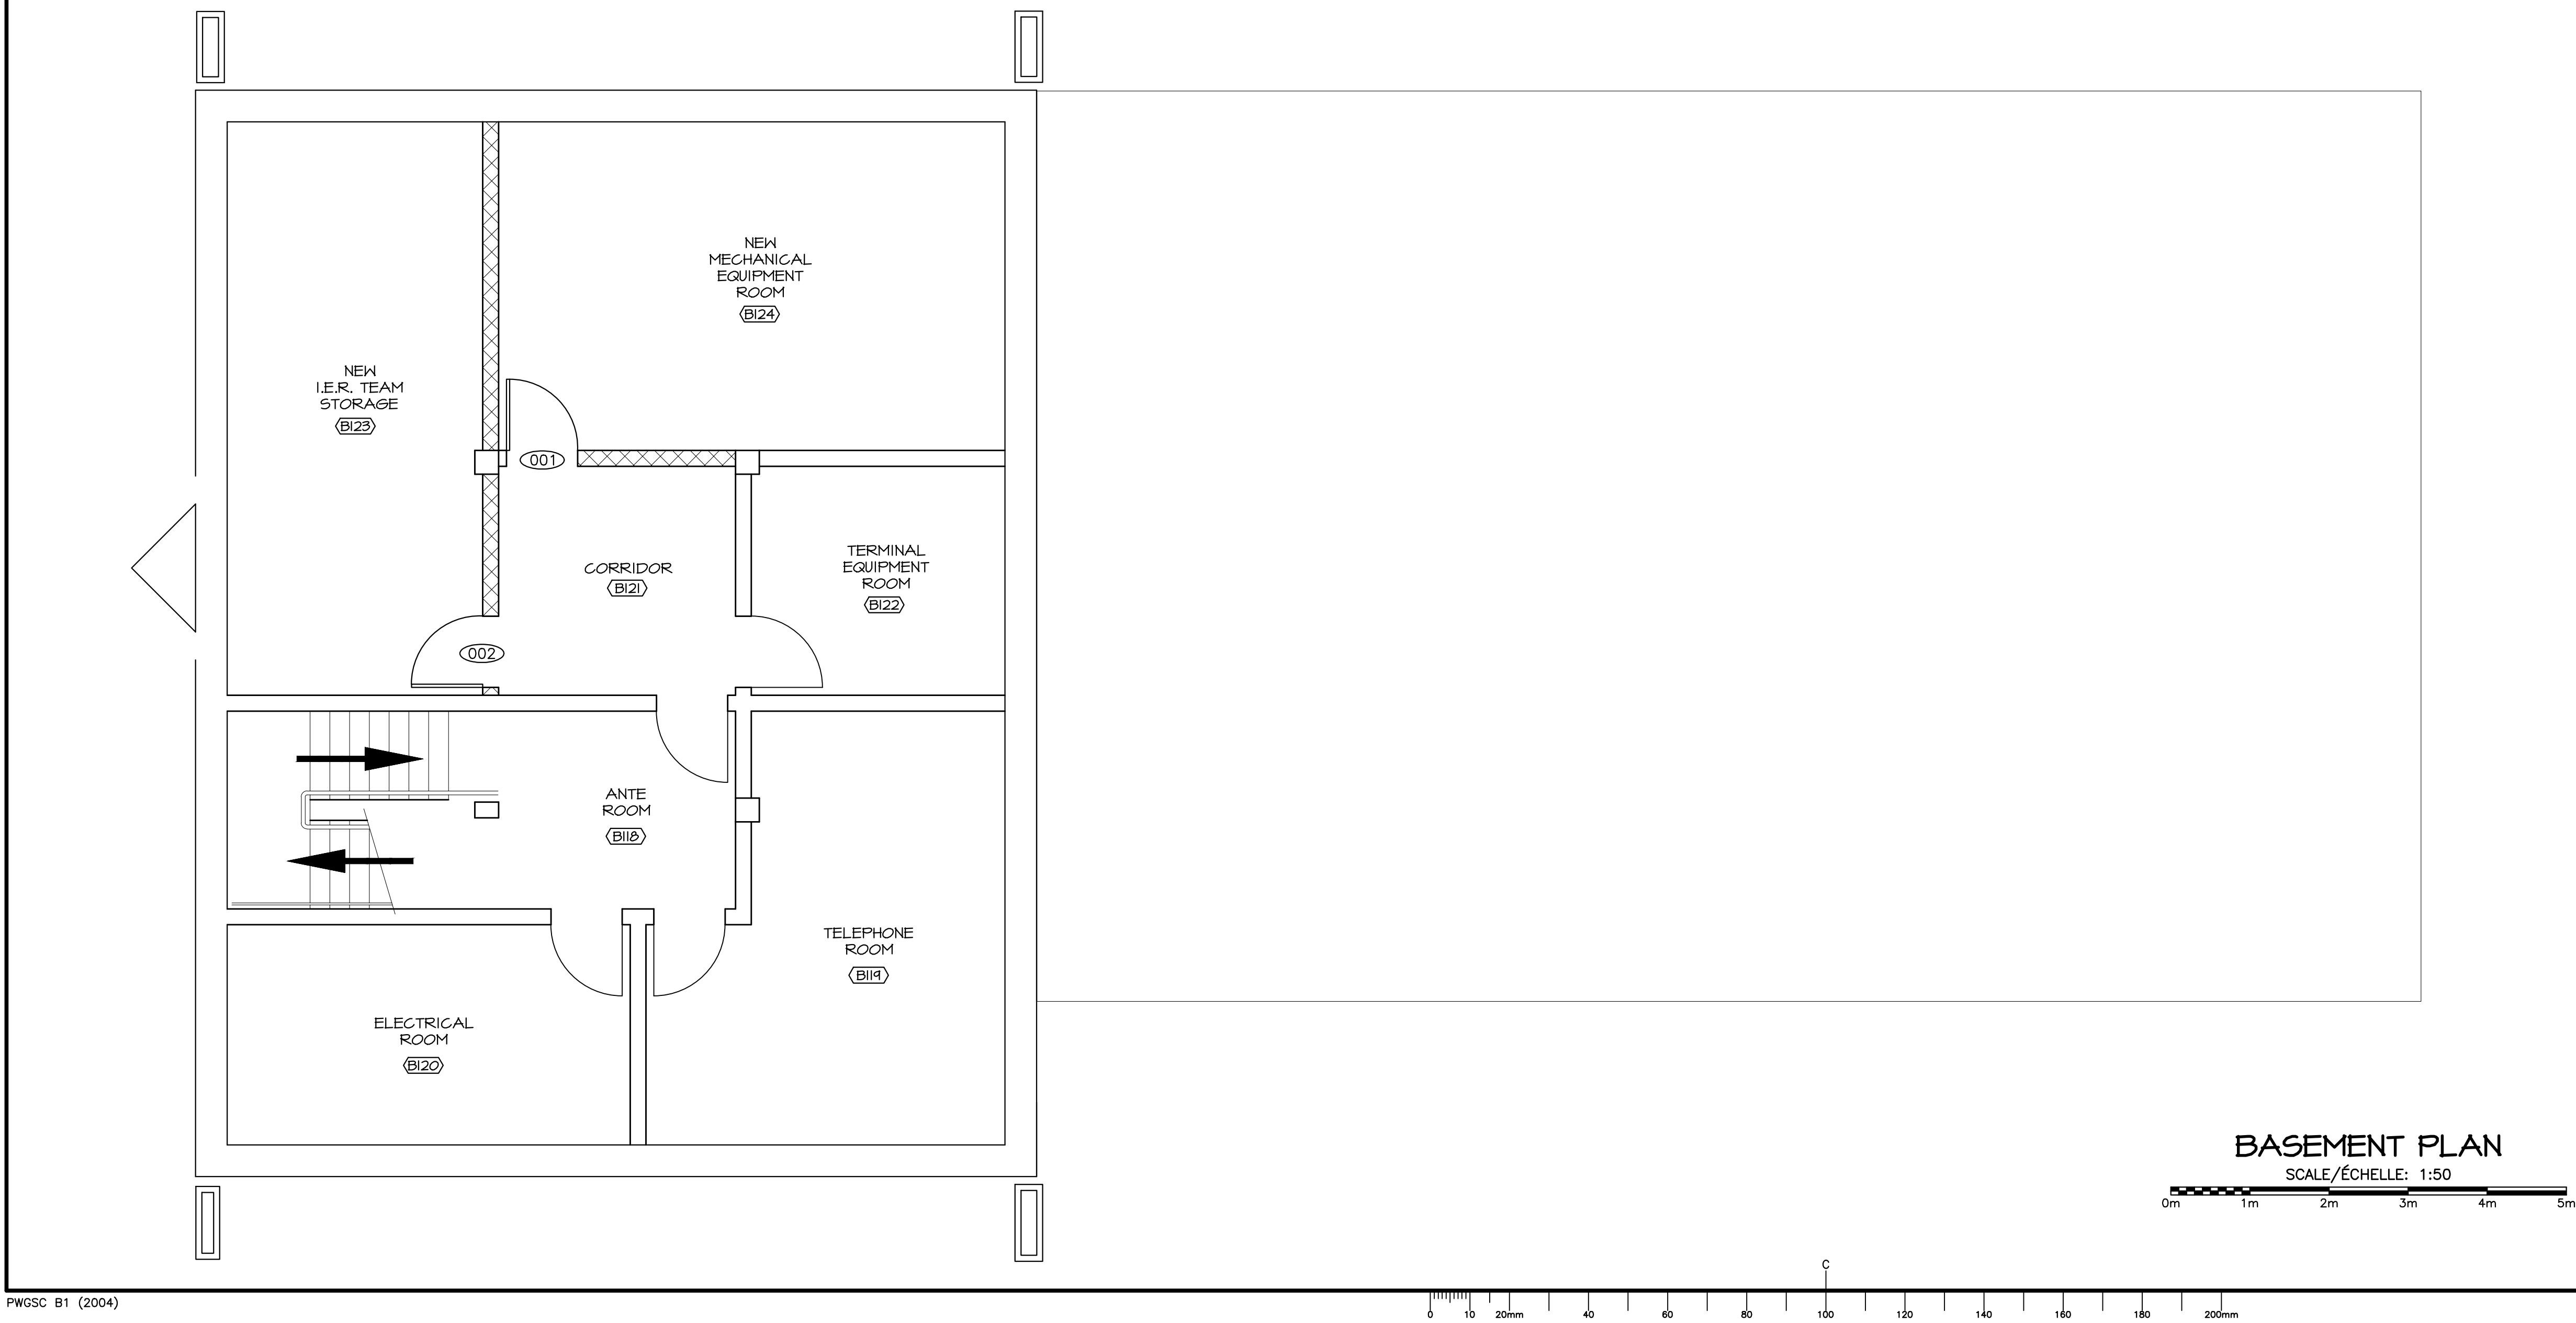 NEW
MECHANICAL
EQUIPMENT
ROOM
B124
NEW
I.E.R. TEAM
STORAGE
B123
001
CORRIDOR
B121
TERMINAL
EQUIPMENT
ROOM
B122
002
ANTE
ROOM
B118
TELEPHONE
ROOM
B119
ELECTRICAL
ROOM
B120
BASEMENT PLAN
SCALE/ÉCHELLE: 1:50
0m 1m 2m 3m 4m 5m
C
PWGSC B1 (2004)
0 10 20mm 40 60 80 100 120 140 160 180 200mm